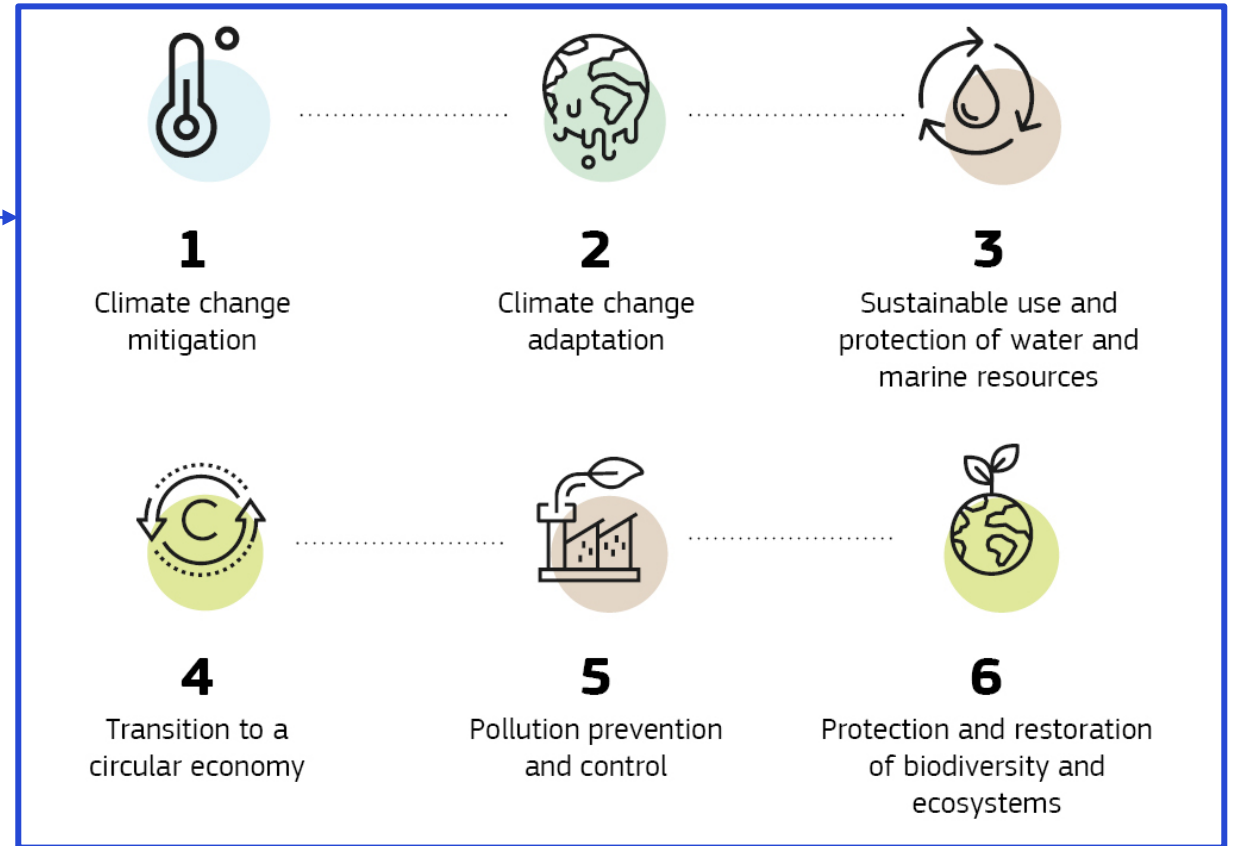 1
Climate change
mitigation
2
Climate change
adaptation
3
Sustainable use and
protection of water and
marine resources
C
4
Transition to a
circular economy
5
Pollution prevention
and control
6
Protection and restoration
of biodiversity and
ecosystems